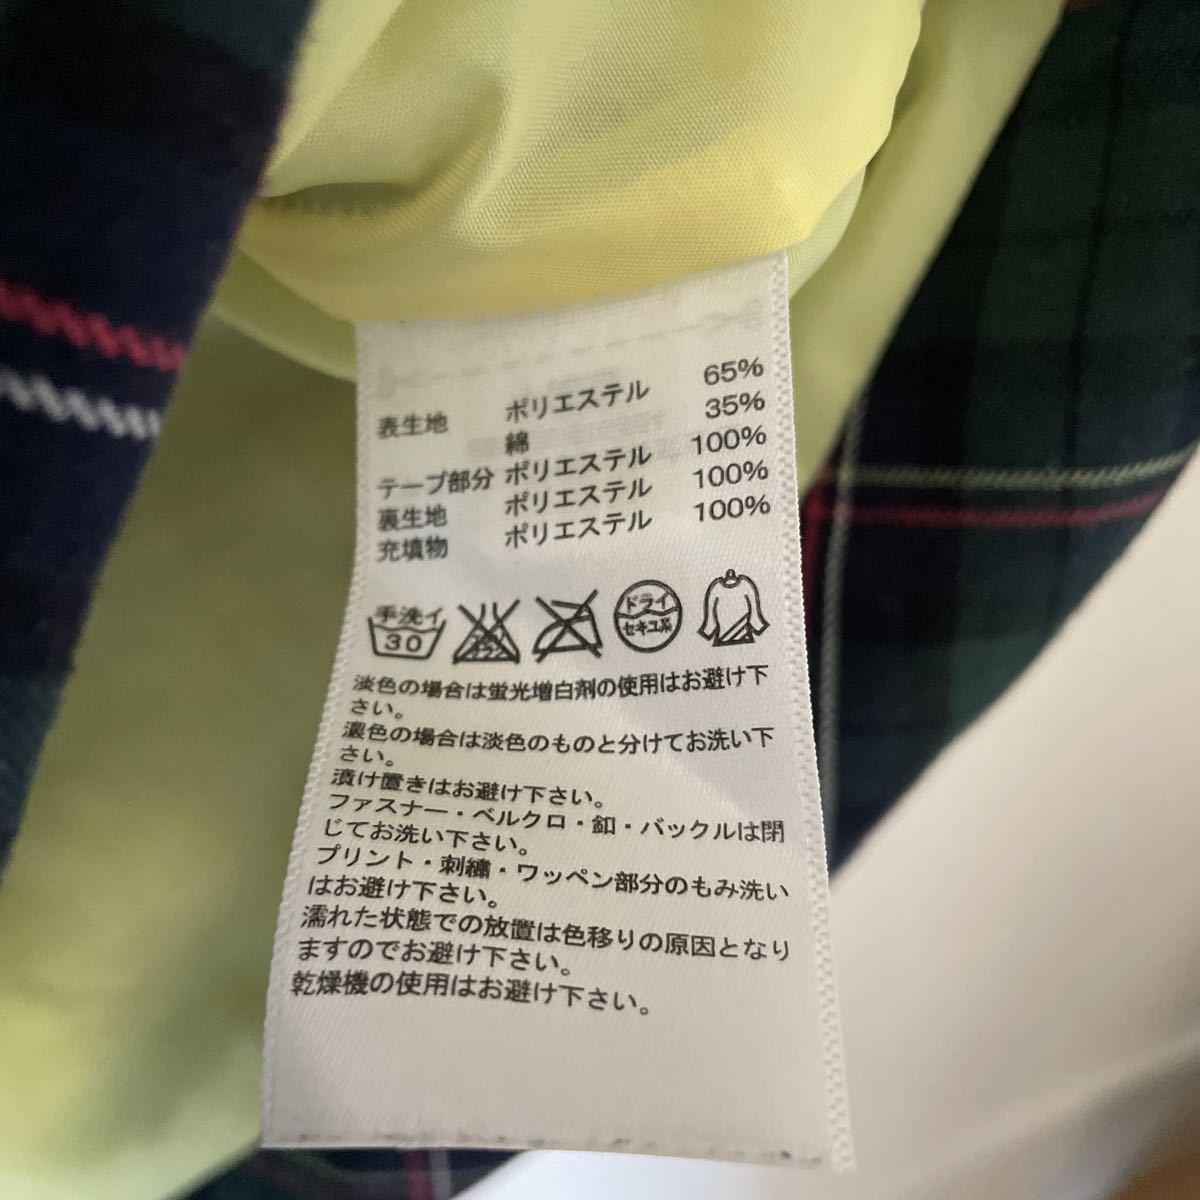 表生地 ポリエステル 65%
綿 35%
テープ部分 ポリエステル 100%
裏生地 ポリエステル 100%
充填物 ポリエステル 100%
手洗イ
30
エンソ
サラシ
ドライ
セキユ系
淡色の場合は蛍光増白剤の使用はお避け下
さい。
濃色の場合は淡色のものと分けてお洗い下
さい。
漬け置きはお避け下さい。
ファスナー・ベルクロ・釦・バックルは閉
じてお洗い下さい。
プリント・刺繍・ワッペン部分のもみ洗い
はお避け下さい。
濡れた状態での放置は色移りの原因となり
ますのでお避け下さい。
乾燥機の使用はお避け下さい。